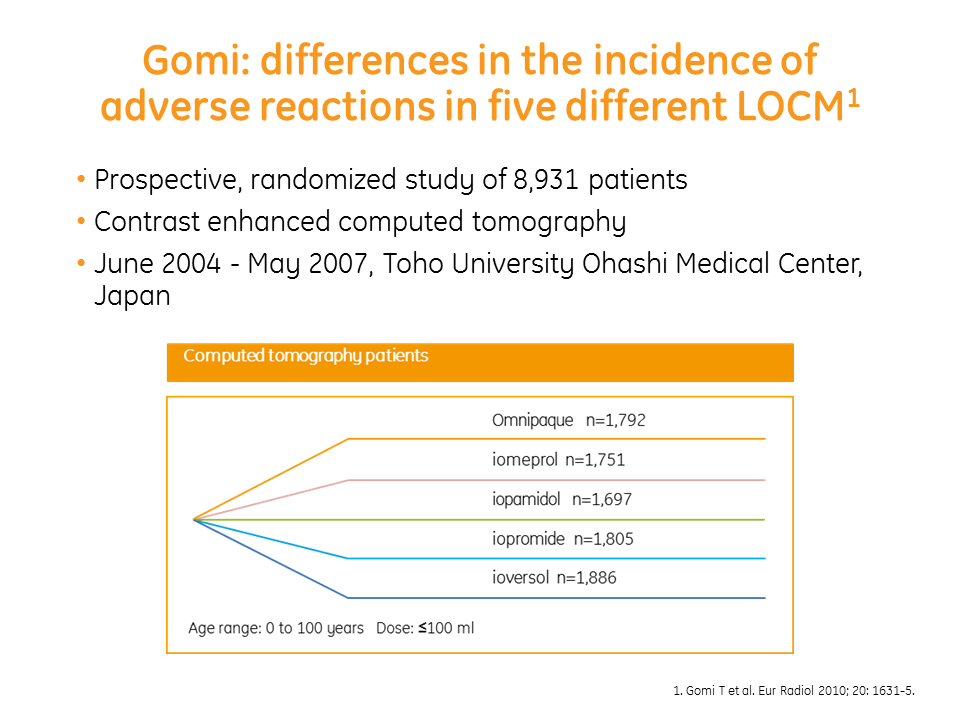 Gomi: differences in the incidence of
adverse reactions in five different LOCM1
• Prospective, randomized study of 8,931 patients
• Contrast enhanced computed tomography
• June 2004 - May 2007, Toho University Ohashi Medical Center,
Japan
Computed tomography patients
Omnipaque n=1,792
iomeprol n=1,751
iopamidol n=1,697
iopromide n=1,805
ioversol n=1,886
Age range: 0 to 100 years Dose: ≤100 ml
1. Gomi T et al. Eur Radiol 2010; 20: 1631-5.